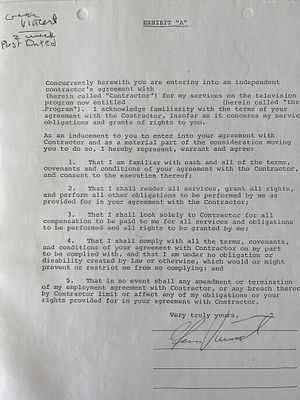 EXHIBIT "A"
2 week
Post Dated
Concurrently herewith you are entering into an independent
contractor's agreement with
(herein called "Contractor") for my services on the television
program now entitled (herein called "the
Program"). I acknowledge familiarity with the terms of your
agreement with the Contractor, insofar as it concerns my service
obligations and grants of rights to you.
As an inducement to you to enter into your agreement with
Contractor and as a material part of the consideration moving
you to do so, I hereby represent, warrant and agree:
1. That I am familiar with each and all of the terms,
covenants and conditions of your agreement with the Contractor,
and consent to the execution thereof;
2. That I shall render all services, grant all rights,
and perform all other obligations to be performed by me as
provided for in your agreement with the Contractor;
3. That I shall look solely to Contractor for all
compensation to be paid to me for all services and obligations
to be performed and all rights to be granted by me;
4. That I shall comply with all the terms, covenants,
and conditions of your agreement with Contractor on my part
to be complied with, and that I am under no obligation or
disability created by law or otherwise, which would or might
prevent or restrict me from so complying; and
5. That in no event shall any amendment or termination
of my employment agreement with Contractor, or any breach thereof
by Contractor limit or affect any of my obligations or your
rights provided for in your agreement with Contractor.
Very truly yours,